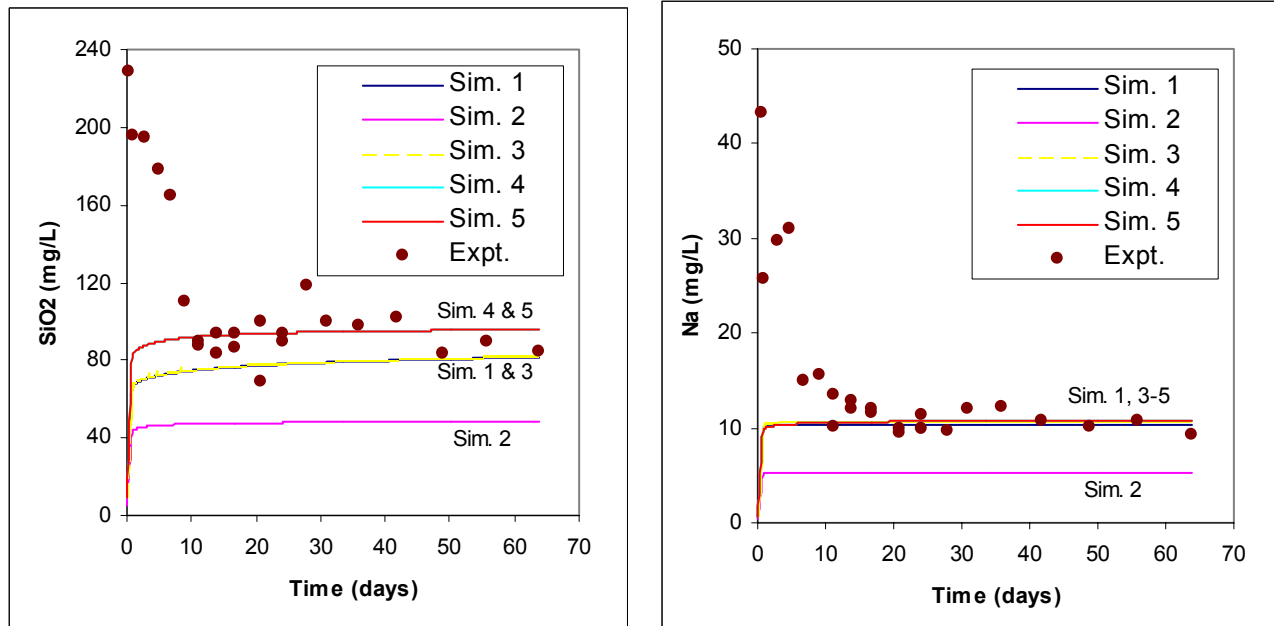 240
200
160
120
80
40
0
SiO2 (mg/L)
Sim. 1
Sim. 2
Sim. 3
Sim. 4
Sim. 5
Expt.
Sim. 4 & 5
Sim. 1 & 3
Sim. 2
0 10 20 30 40 50 60 70
Time (days)
50
40
30
20
10
0
Na (mg/L)
Sim. 1
Sim. 2
Sim. 3
Sim. 4
Sim. 5
Expt.
Sim. 1, 3-5
Sim. 2
0 10 20 30 40 50 60 70
Time (days)